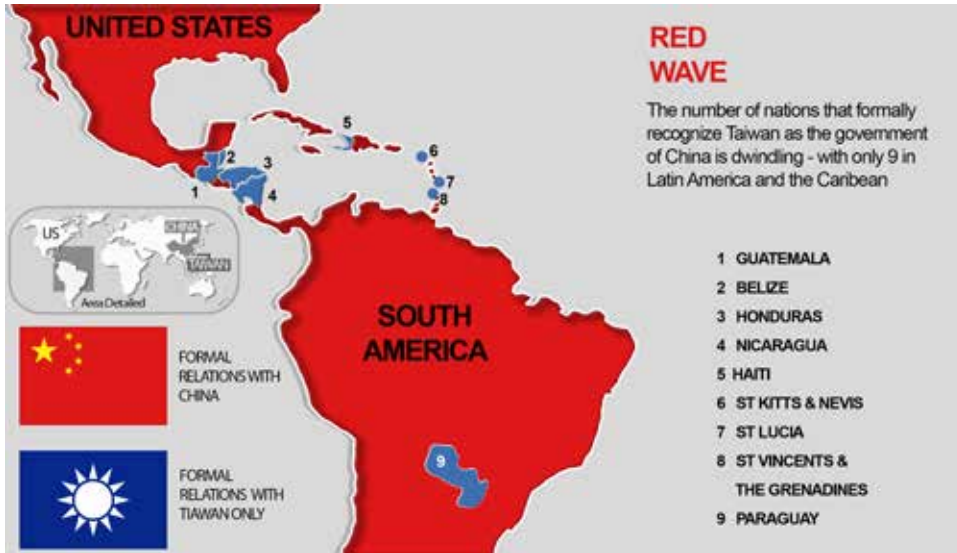 UNITED STATES
RED
WAVE
The number of nations that formally
recognize Taiwan as the government
of China is dwindling - with only 9 in
Latin America and the Caribean
5
6
2
3
7
1
4
8
US
CHINA
TAIWAN
Area Detailed
SOUTH
AMERICA
9
FORMAL
RELATIONS WITH
CHINA
FORMAL
RELATIONS WITH
TIAWAN ONLY
1 GUATEMALA
2 BELIZE
3 HONDURAS
4 NICARAGUA
5 HAITI
6 ST KITTS & NEVIS
7 ST LUCIA
8 ST VINCENTS &
THE GRENADINES
9 PARAGUAY